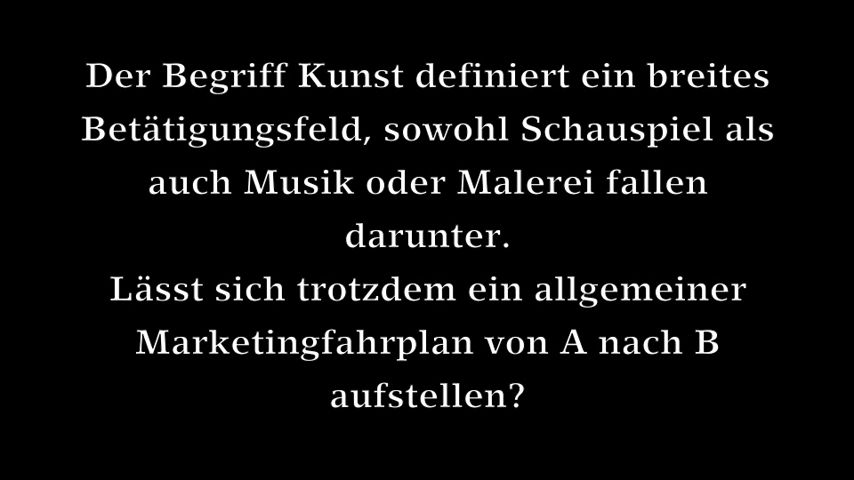 Der Begriff Kunst definiert ein breites
Betätigungsfeld, sowohl Schauspiel als
auch Musik oder Malerei fallen
darunter.
Lässt sich trotzdem ein allgemeiner
Marketingfahrplan von A nach B
aufstellen?